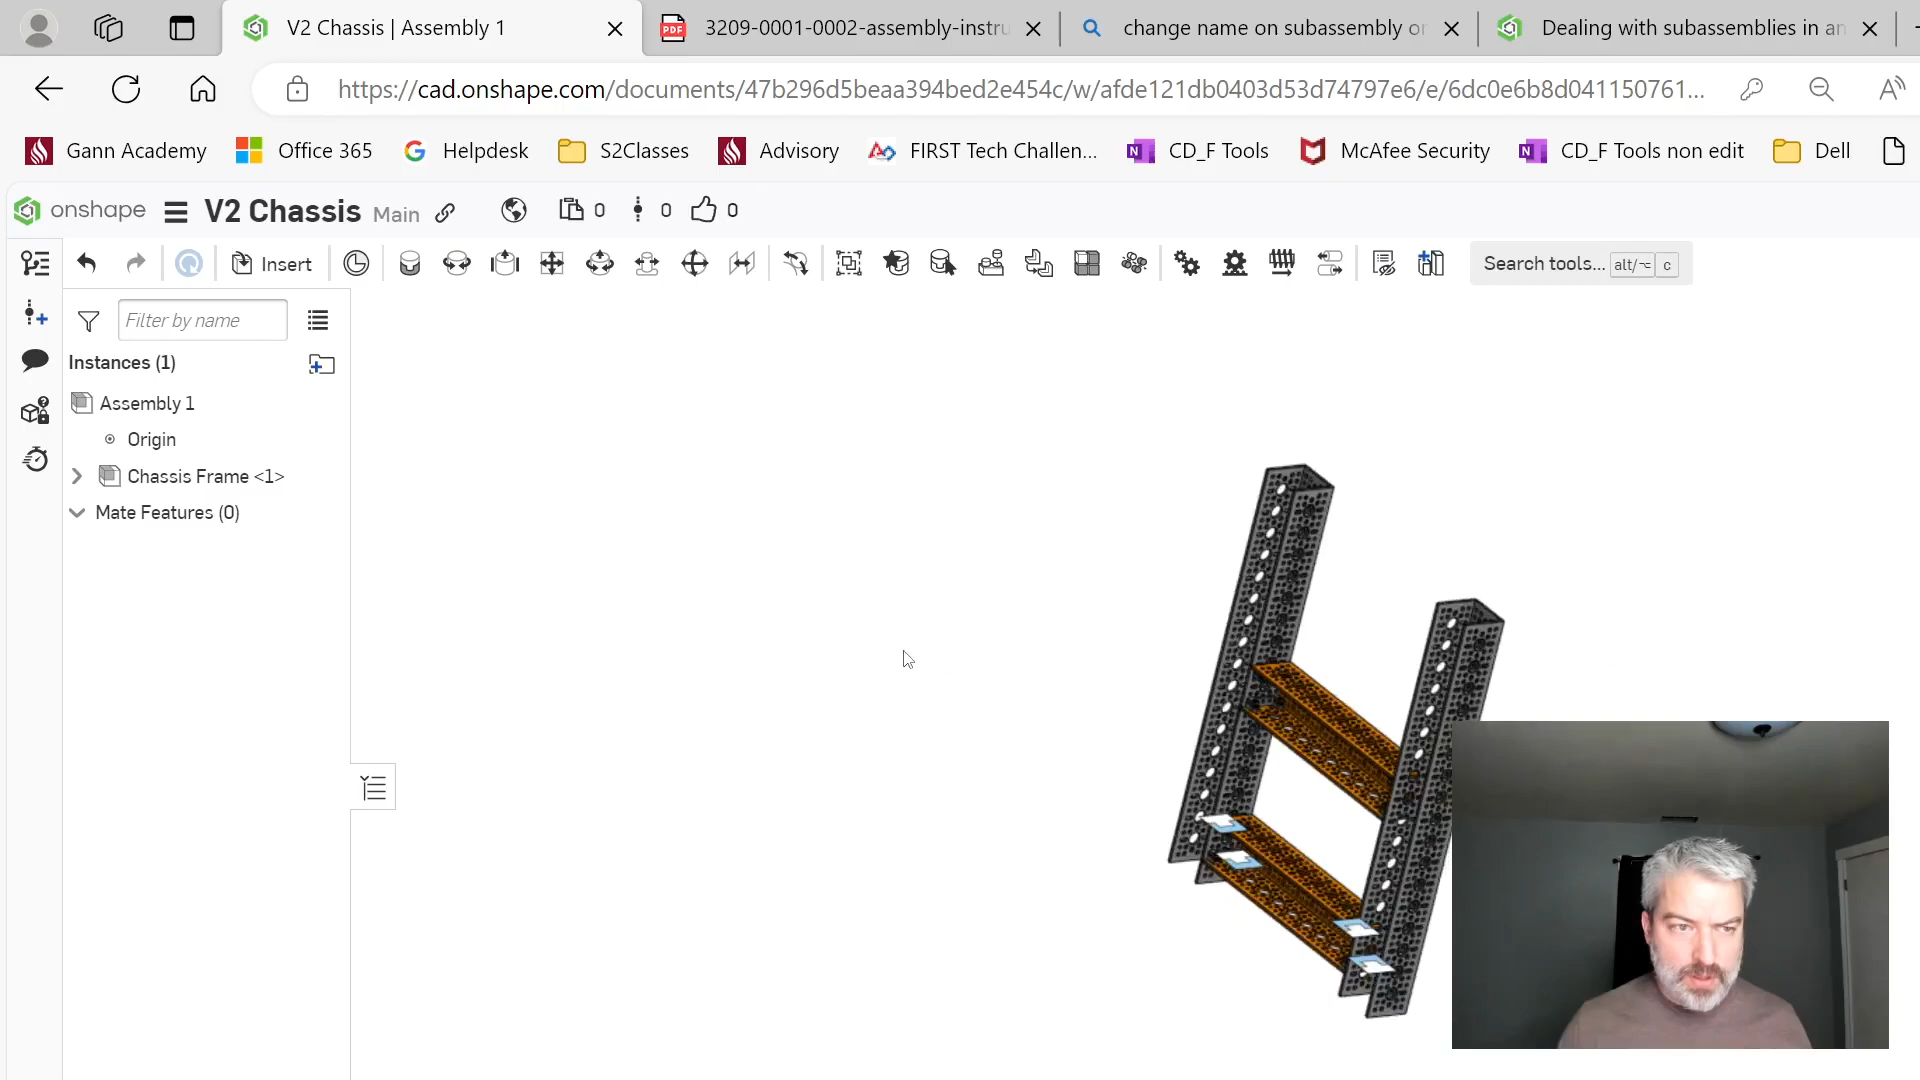 V2 Chassis | Assembly 1
PDF
3209-0001-0002-assembly-instru
change name on subassembly or
Dealing with subassemblies in an
https://cad.onshape.com/documents/47b296d5beaa394bed2e454c/w/afde121db0403d53d74797e6/e/6dc0e6b8d041150761...
Gann Academy
Office 365
Helpdesk
S2Classes
Advisory
FIRST Tech Challen...
CD_F Tools
McAfee Security
CD_F Tools non edit
Dell
onshape
V2 Chassis
Main
0
0
0
Insert
Search tools... alt/⌥ c
Filter by name
Instances (1)
Assembly 1
Origin
Chassis Frame <1>
Mate Features (0)